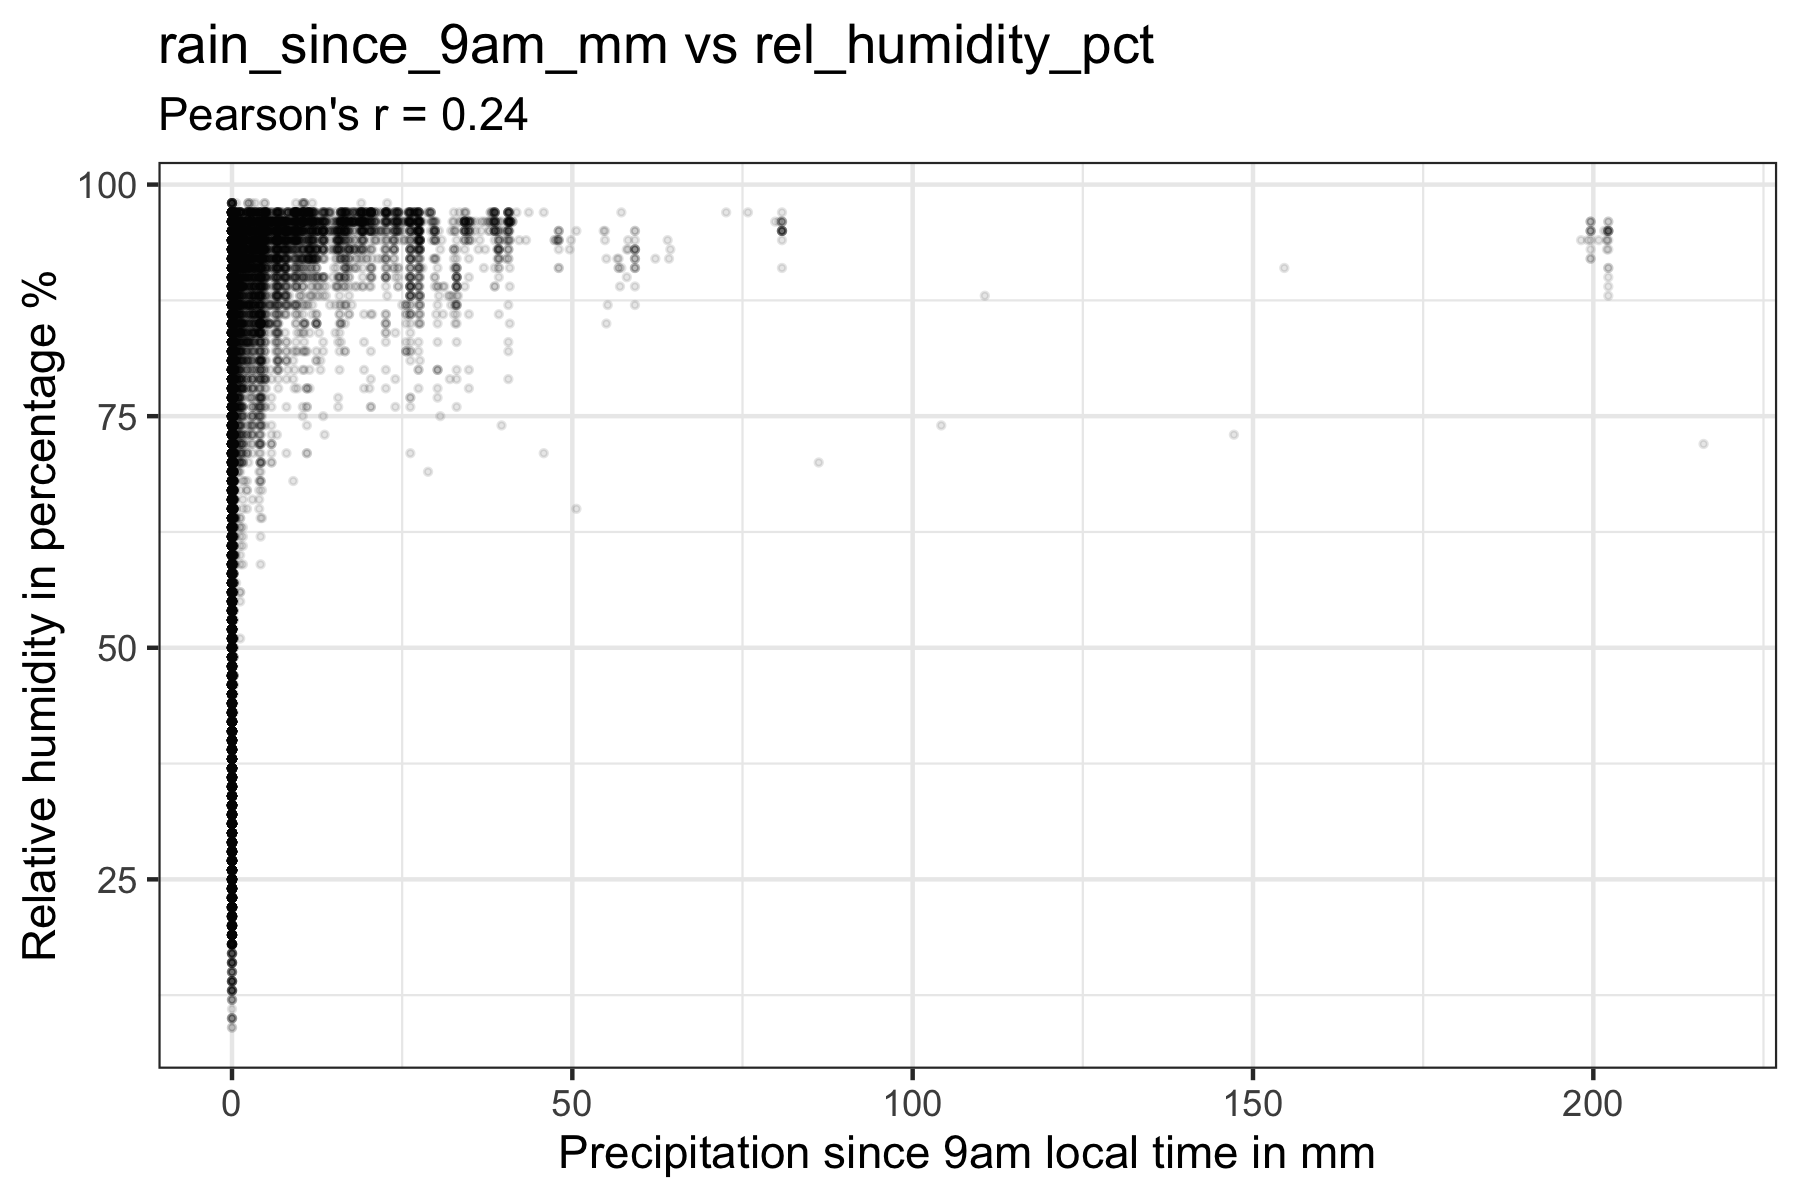 rain_since_9am_mm vs rel_humidity_pct
Pearson's r = 0.24
Relative humidity in percentage %
100
75
50
25
0 50 100 150 200
Precipitation since 9am local time in mm